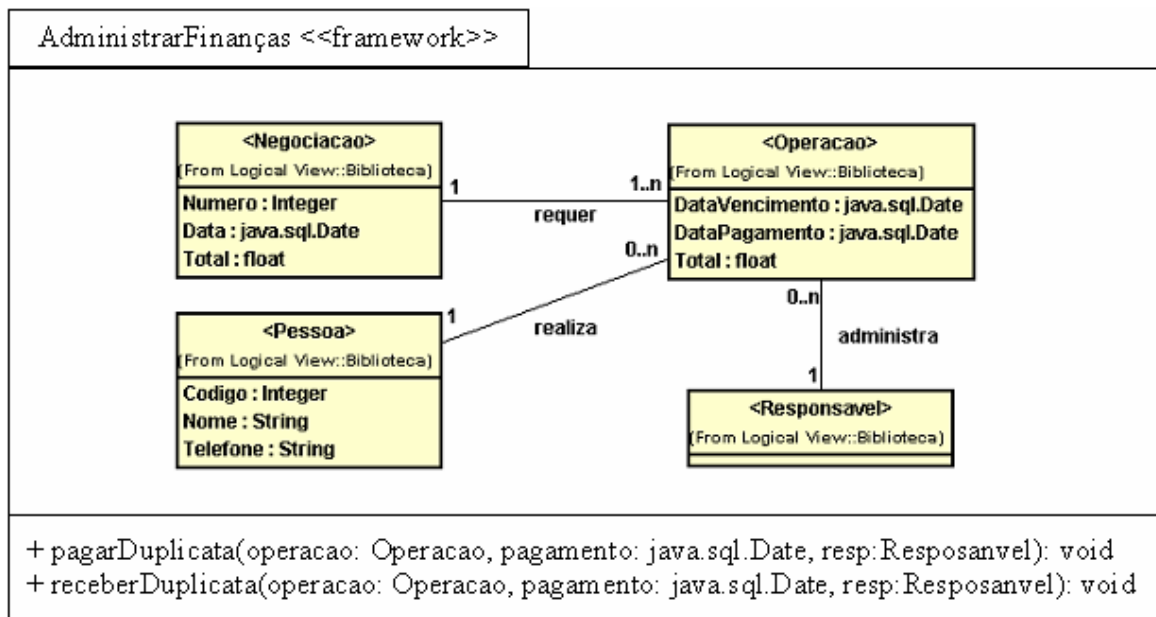 AdministrarFinanças <<framework>>
<Negociacao>
(From Logical View::Biblioteca)
Numero : Integer
Data : java.sql.Date
Total : float
1
requer
1..n
<Operacao>
(From Logical View::Biblioteca)
DataVencimento : java.sql.Date
DataPagamento : java.sql.Date
Total : float
<Pessoa>
(From Logical View::Biblioteca)
Codigo : Integer
Nome : String
Telefone : String
1
realiza
0..n
0..n
administra
1
<Responsavel>
(From Logical View::Biblioteca)
+ pagarDuplicata(operacao: Operacao, pagamento: java.sql.Date, resp:Resposanvel): void
+ receberDuplicata(operacao: Operacao, pagamento: java.sql.Date, resp:Resposanvel): void